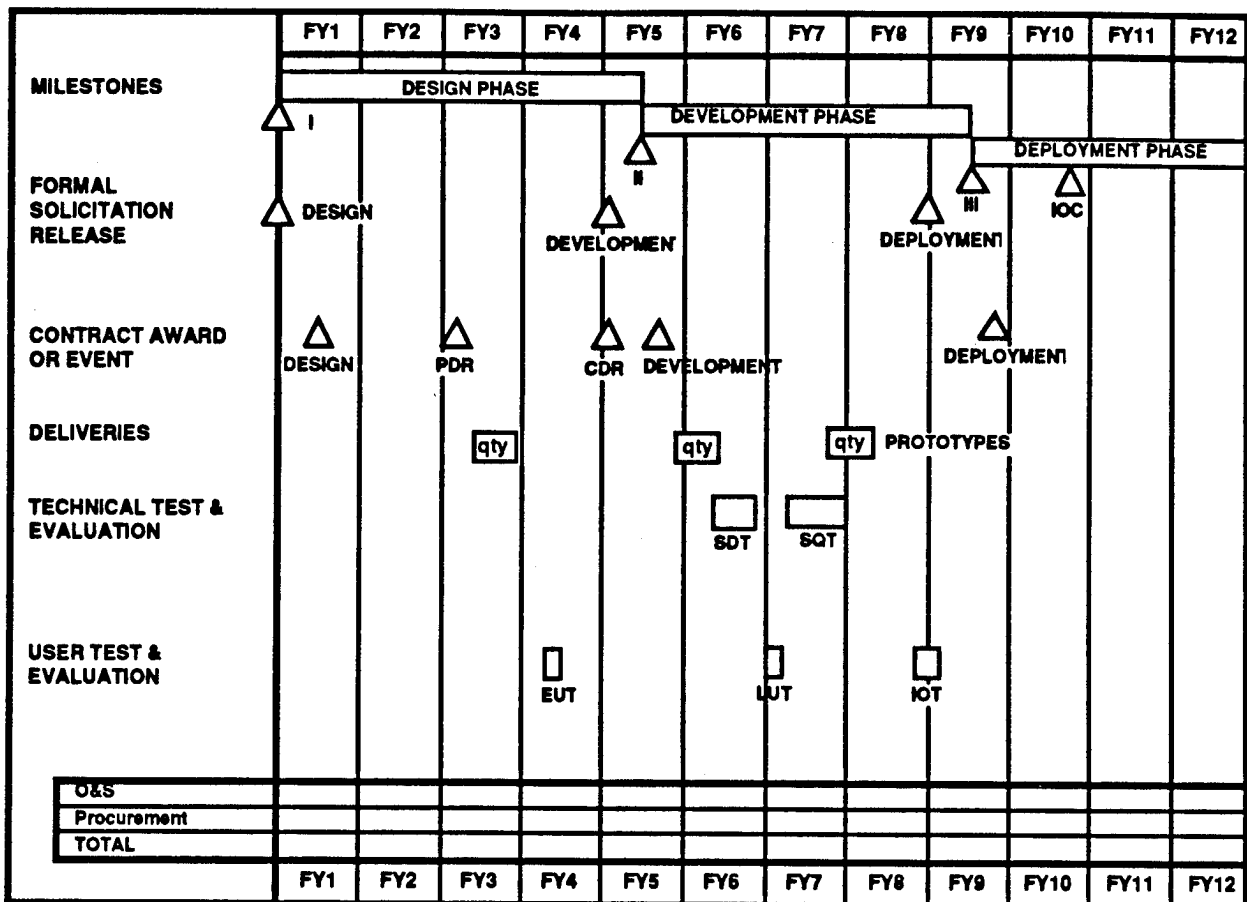 FY1 FY2 FY3 FY4 FY5 FY6 FY7 FY8 FY9 FY10 FY11 FY12
MILESTONES
DESIGN PHASE
DEVELOPMENT PHASE
DEPLOYMENT PHASE
I
II
III
IOC
FORMAL
SOLICITATION
RELEASE
DESIGN
DEVELOPMENT
DEPLOYMENT
CONTRACT AWARD
OR EVENT
DESIGN
PDR
CDR
DEVELOPMENT
DEPLOYMENT
DELIVERIES
qty
qty
qty
PROTOTYPES
TECHNICAL TEST &
EVALUATION
SDT
SQT
USER TEST &
EVALUATION
EUT
LUT
IOT
O&S
Procurement
TOTAL
FY1 FY2 FY3 FY4 FY5 FY6 FY7 FY8 FY9 FY10 FY11 FY12